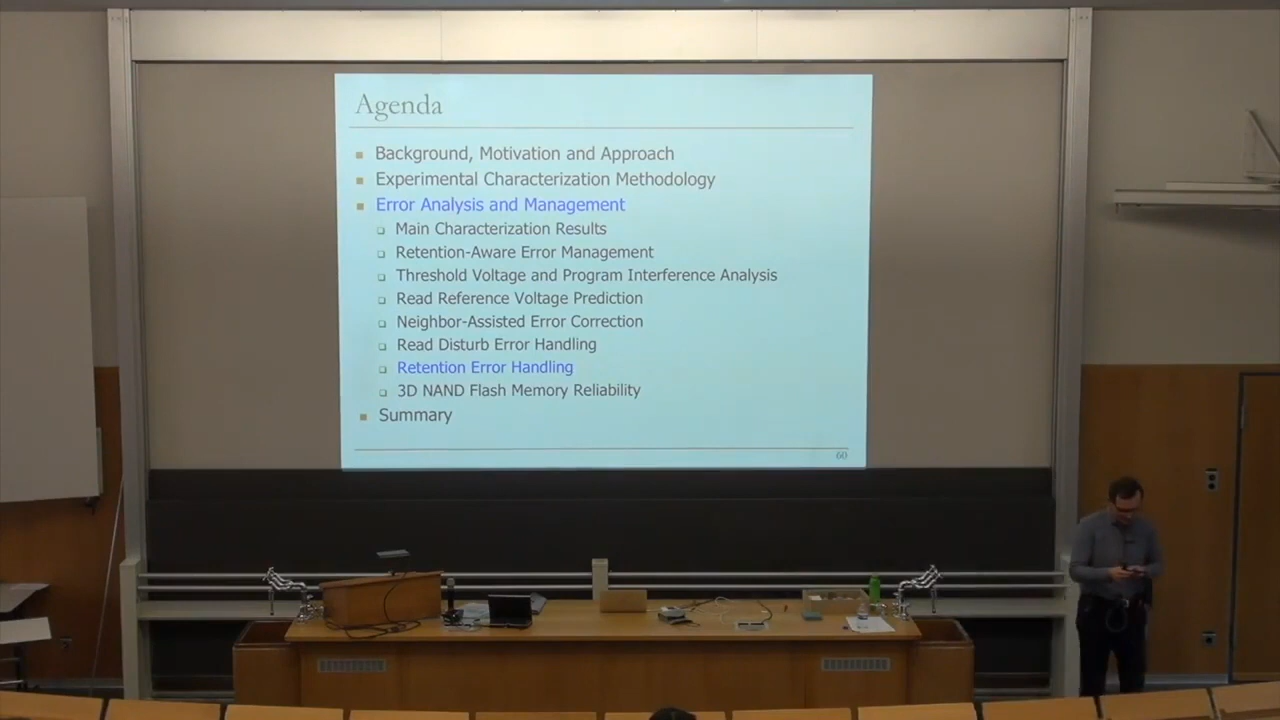 Agenda
Background, Motivation and Approach
Experimental Characterization Methodology
Error Analysis and Management
Main Characterization Results
Retention-Aware Error Management
Threshold Voltage and Program Interference Analysis
Read Reference Voltage Prediction
Neighbor-Assisted Error Correction
Read Disturb Error Handling
Retention Error Handling
3D NAND Flash Memory Reliability
Summary
60